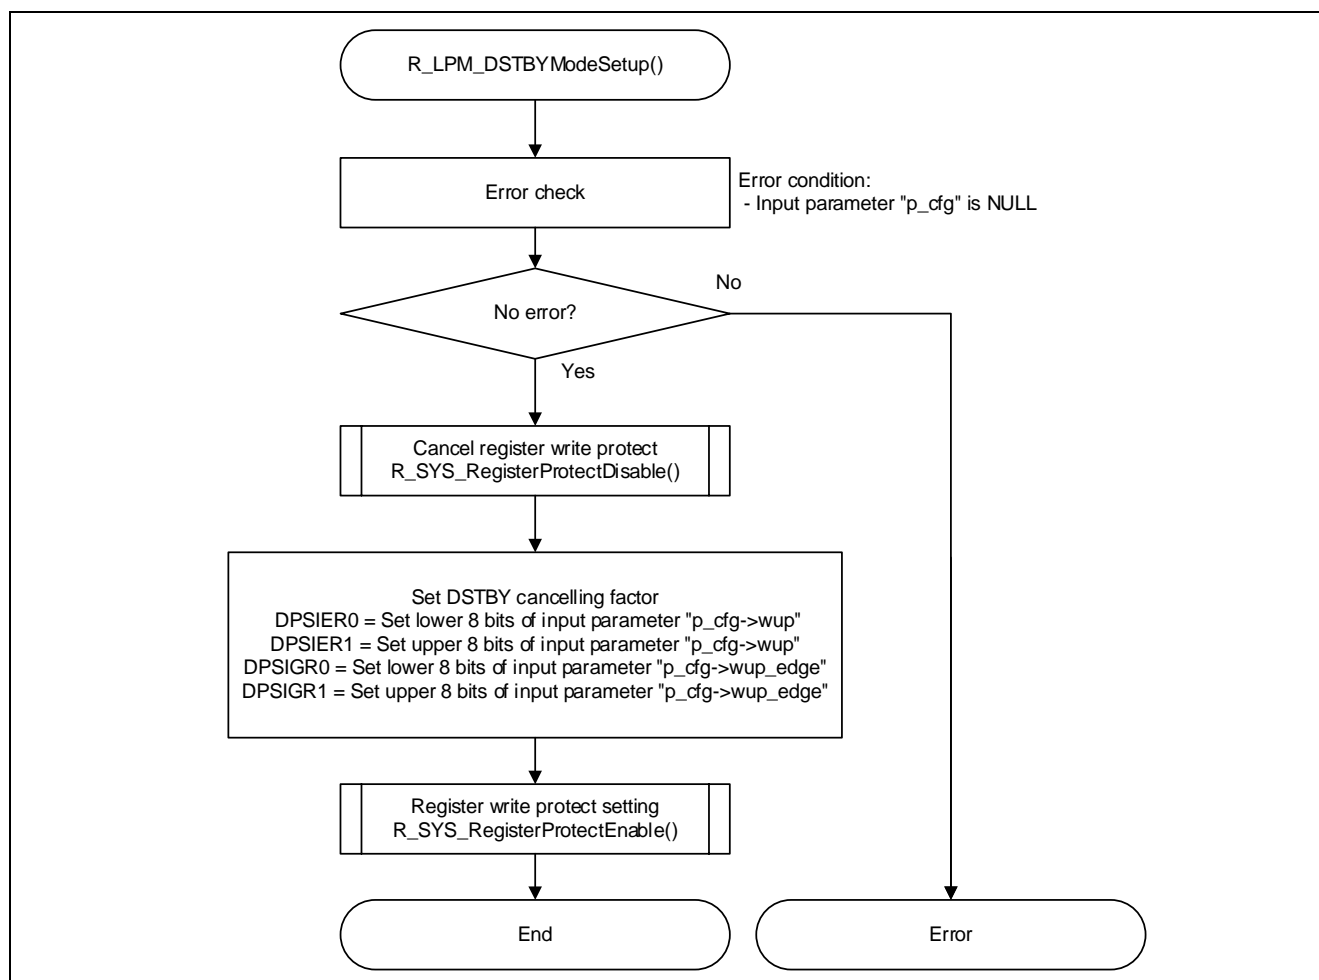 R_LPM_DSTBYModeSetup()
Error check
Error condition:
- Input parameter "p_cfg" is NULL
No error?
No
Yes
Cancel register write protect
R_SYS_RegisterProtectDisable()
Set DSTBY cancelling factor
DPSIER0 = Set lower 8 bits of input parameter "p_cfg->wup"
DPSIER1 = Set upper 8 bits of input parameter "p_cfg->wup"
DPSIGR0 = Set lower 8 bits of input parameter "p_cfg->wup_edge"
DPSIGR1 = Set upper 8 bits of input parameter "p_cfg->wup_edge"
Register write protect setting
R_SYS_RegisterProtectEnable()
End
Error